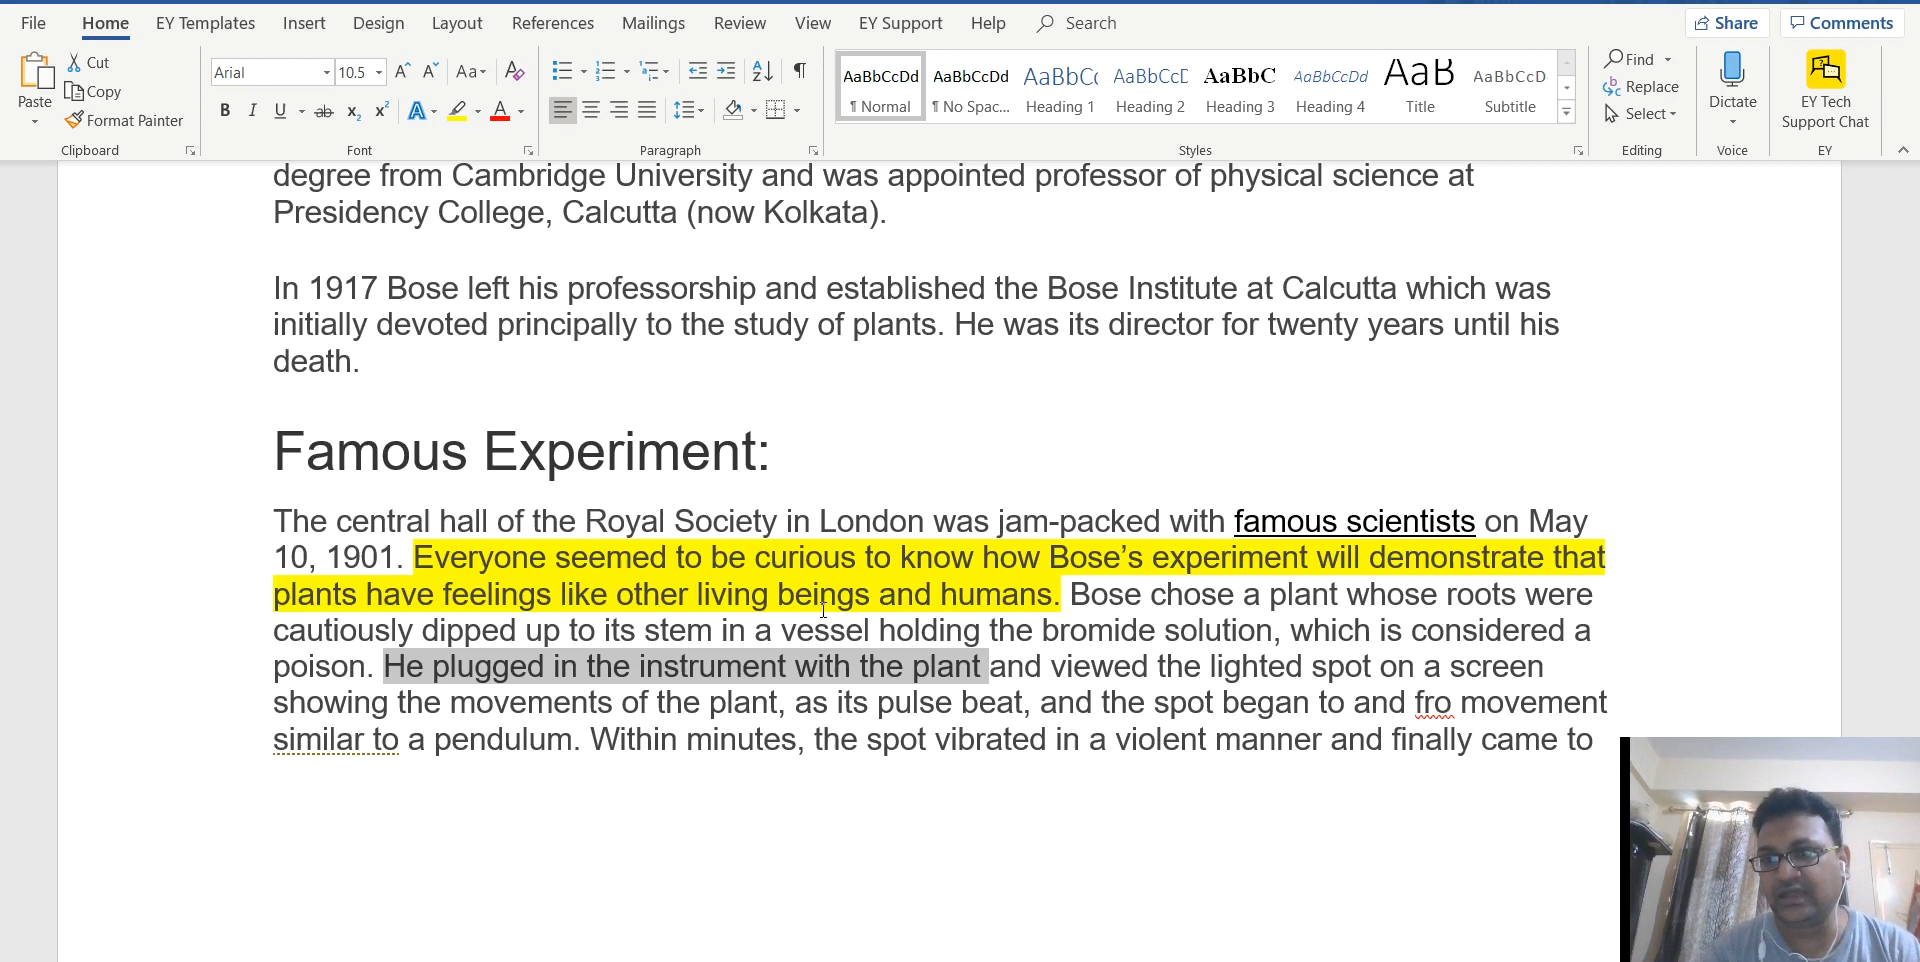 File Home EY Templates Insert Design Layout References Mailings Review View EY Support Help Search Share Comments
Paste Cut Copy Format Painter Clipboard
Arial 10.5 A A Aa A
B I U ab x₂ x² A A Font
Paragraph
AaBbCcDd AaBbCcDd AaBbCc AaBbCcD AaBbC AaBbCcDd AaB AaBbCcD
¶ Normal ¶ No Spac... Heading 1 Heading 2 Heading 3 Heading 4 Title Subtitle
Styles
Find Replace Select Editing
Dictate Voice
EY Tech Support Chat EY
degree from Cambridge University and was appointed professor of physical science at
Presidency College, Calcutta (now Kolkata).
In 1917 Bose left his professorship and established the Bose Institute at Calcutta which was
initially devoted principally to the study of plants. He was its director for twenty years until his
death.
Famous Experiment:
The central hall of the Royal Society in London was jam-packed with famous scientists on May
10, 1901. Everyone seemed to be curious to know how Bose’s experiment will demonstrate that
plants have feelings like other living beings and humans. Bose chose a plant whose roots were
cautiously dipped up to its stem in a vessel holding the bromide solution, which is considered a
poison. He plugged in the instrument with the plant and viewed the lighted spot on a screen
showing the movements of the plant, as its pulse beat, and the spot began to and fro movement
similar to a pendulum. Within minutes, the spot vibrated in a violent manner and finally came to